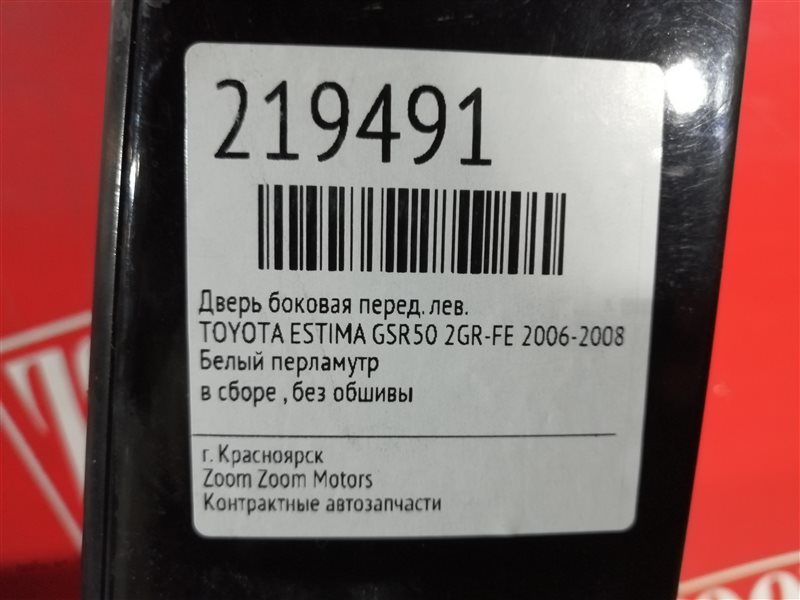 219491
Дверь боковая перед. лев.
TOYOTA ESTIMA GSR50 2GR-FE 2006-2008
Белый перламутр
в сборе , без обшивы
г. Красноярск
Zoom Zoom Motors
Контрактные автозапчасти